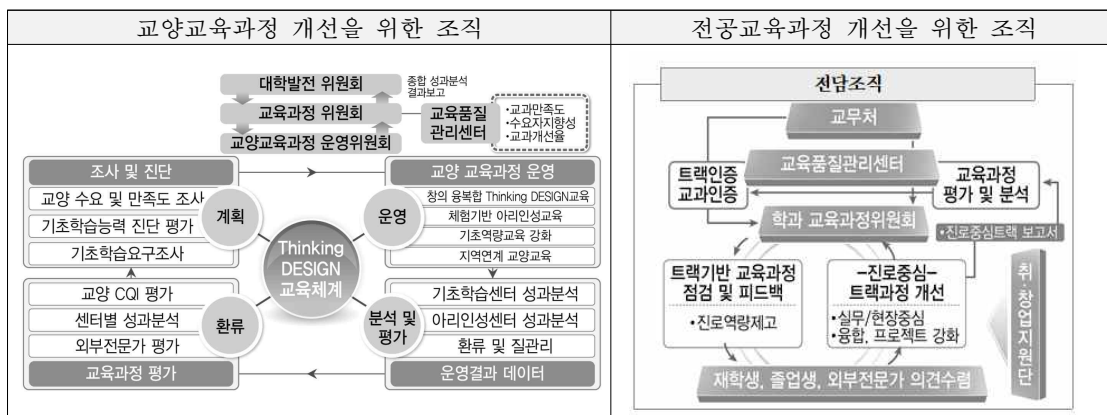 교양교육과정 개선을 위한 조직
대학발전 위원회
종합 성과분석
결과보고
교육과정 위원회
교육품질
관리센터
•교과만족도
•수요자지향성
•교과개선율
교양교육과정 운영위원회
조사 및 진단
교양 수요 및 만족도 조사
기초학습능력 진단 평가
기초학습요구조사
계획
교양 교육과정 운영
창의 융복합 Thinking DESIGN교육
체험기반 아리인성교육
기초역량교육 강화
지역연계 교양교육
운영
Thinking
DESIGN
교육체계
교양 CQI 평가
센터별 성과분석
외부전문가 평가
교육과정 평가
환류
분석 및
평가
기초학습센터 성과분석
아리인성센터 성과분석
환류 및 질관리
운영결과 데이터
전공교육과정 개선을 위한 조직
전담조직
교무처
교육품질관리센터
트랙인증
교과인증
교육과정
평가 및 분석
학과 교육과정위원회
•진로중심트랙 보고서
트랙기반 교육과정
점검 및 피드백
•진로역량제고
–진로중심–
트랙과정 개선
•실무/현장중심
•융합, 프로젝트 강화
취·창업지원단
재학생, 졸업생, 외부전문가 의견수렴